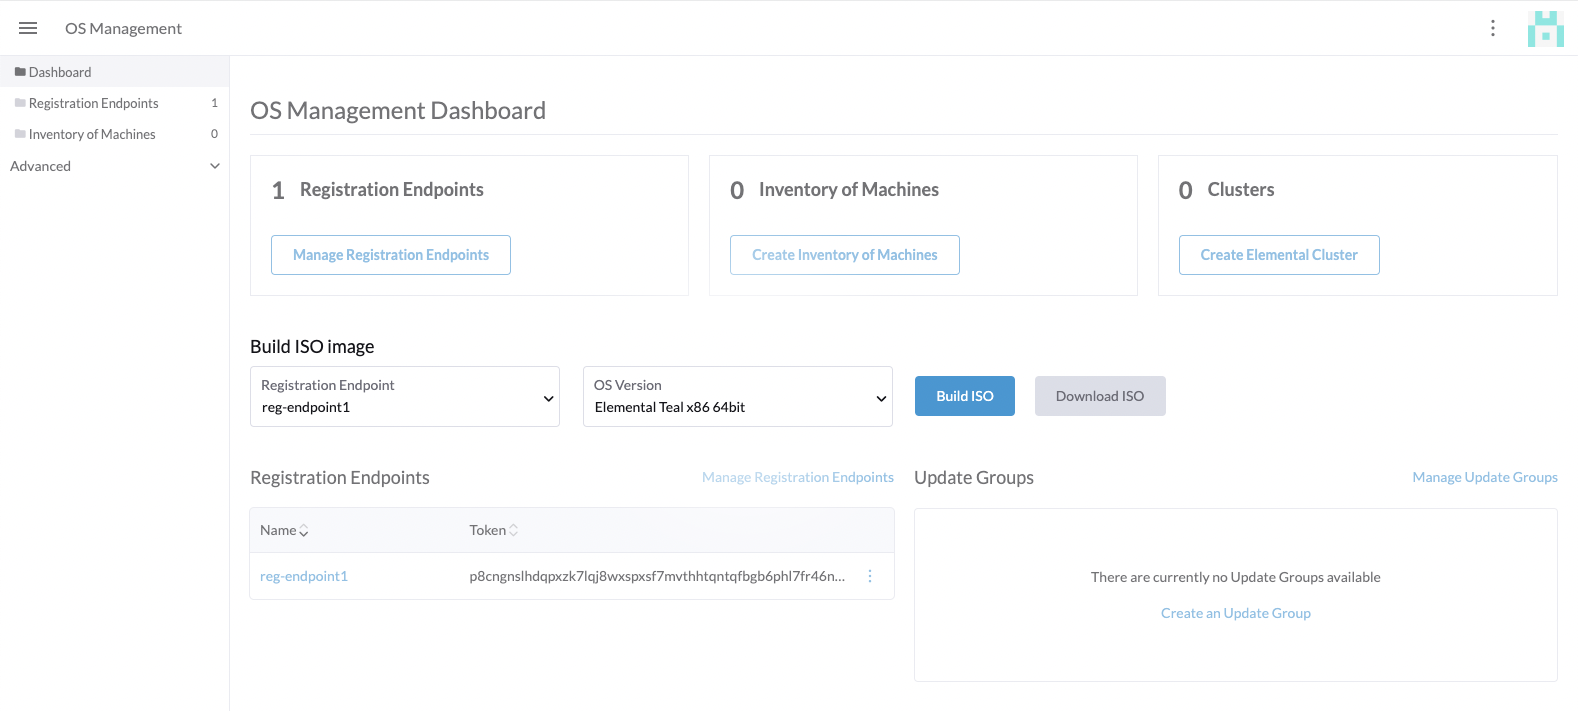 OS Management
Dashboard
Registration Endpoints 1
Inventory of Machines 0
Advanced
OS Management Dashboard
1 Registration Endpoints
Manage Registration Endpoints
0 Inventory of Machines
Create Inventory of Machines
0 Clusters
Create Elemental Cluster
Build ISO image
Registration Endpoint
reg-endpoint1
OS Version
Elemental Teal x86 64bit
Build ISO
Download ISO
Registration Endpoints
Manage Registration Endpoints
Name Token
reg-endpoint1 p8cngnslhdqpxzk7lqj8wxspxsf7mvthhtqntqfbgb6phl7fr46n...
Update Groups
Manage Update Groups
There are currently no Update Groups available
Create an Update Group